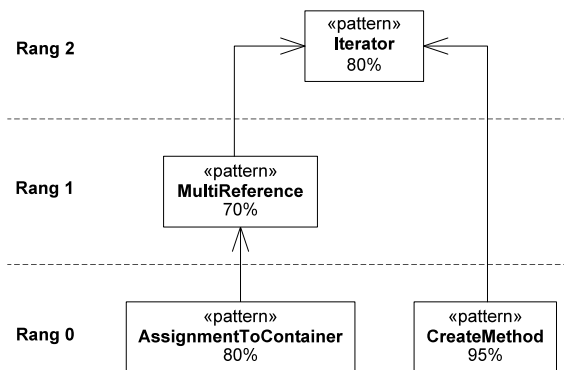 Rang 2
«pattern»
Iterator
80%
Rang 1
«pattern»
MultiReference
70%
Rang 0
«pattern»
AssignmentToContainer
80%
«pattern»
CreateMethod
95%